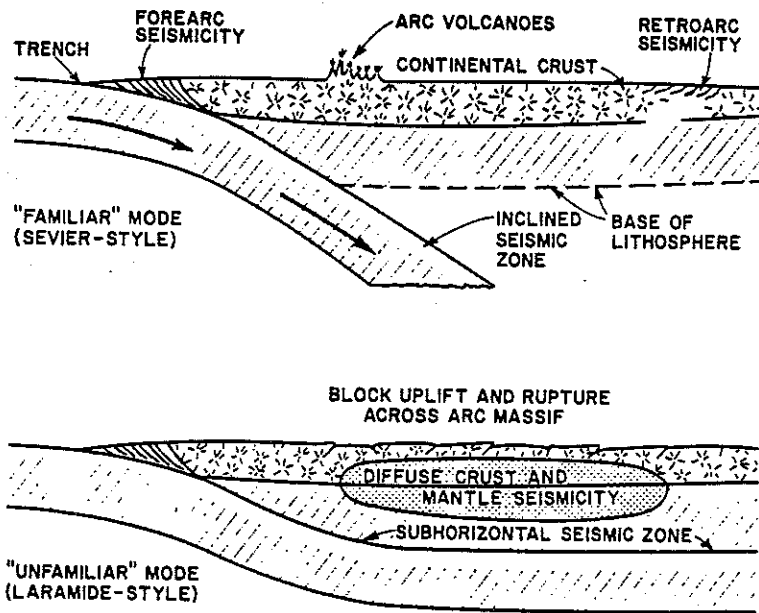 FOREARC
SEISMICITY
TRENCH
ARC VOLCANOES
CONTINENTAL CRUST
RETROARC
SEISMICITY
"FAMILIAR" MODE
(SEVIER-STYLE)
INCLINED
SEISMIC
ZONE
BASE OF
LITHOSPHERE
BLOCK UPLIFT AND RUPTURE
ACROSS ARC MASSIF
DIFFUSE CRUST AND
MANTLE SEISMICITY
SUBHORIZONTAL SEISMIC ZONE
"UNFAMILIAR" MODE
(LARAMIDE-STYLE)